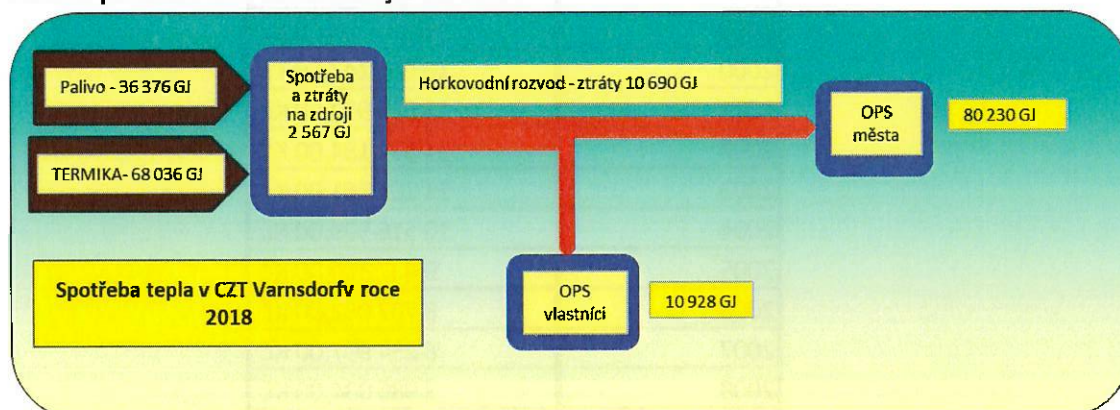 Palivo - 36 376 GJ
TERMIKA- 68 036 GJ
Spotřeba
a ztráty
na zdroji
2 567 GJ
Horkovodní rozvod - ztráty 10 690 GJ
OPS
města
80 230 GJ
OPS
vlastníci
10 928 GJ
Spotřeba tepla v CZT Varnsdorfv roce
2018